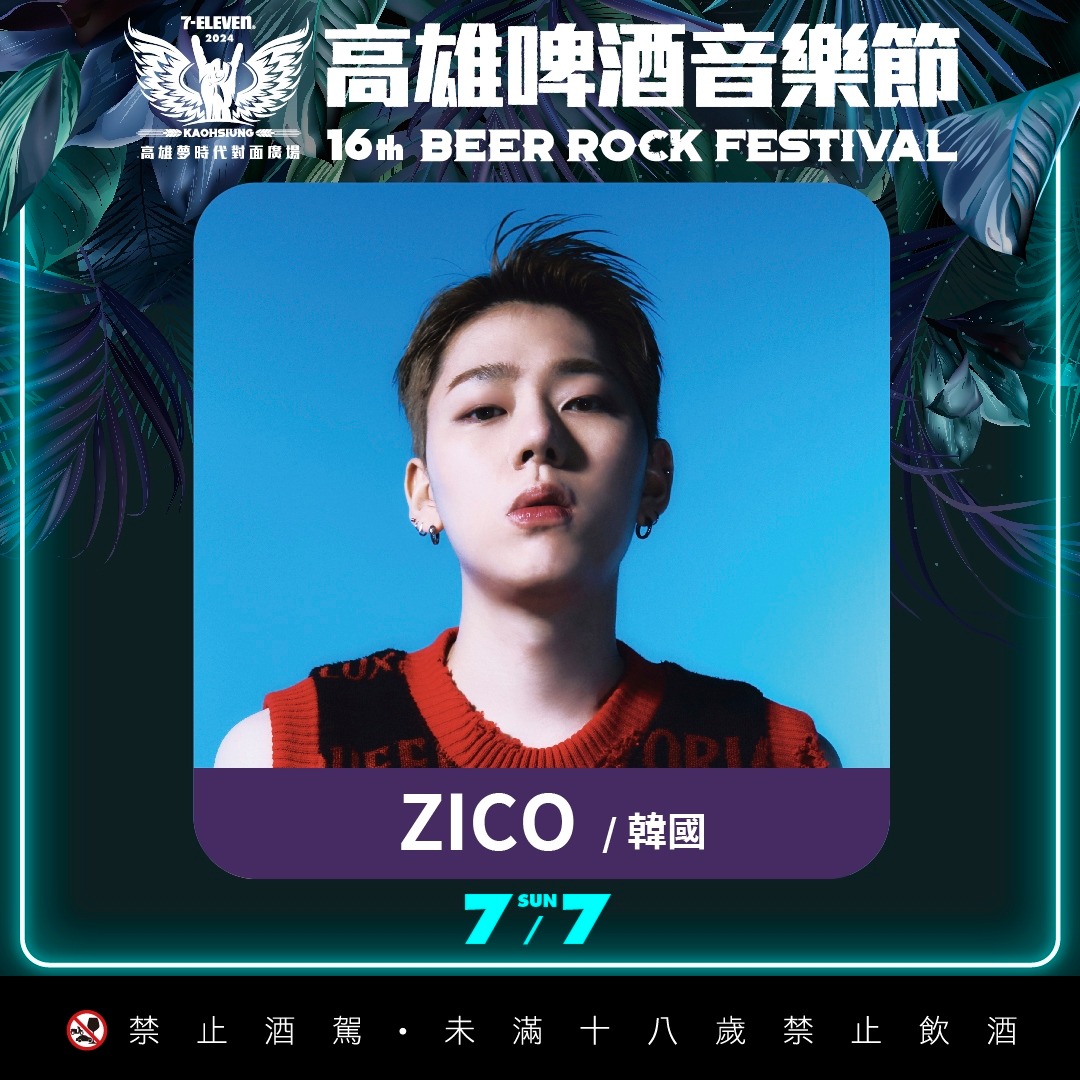 7-ELEVEN®
2024
KAOHSIUNG
高雄夢時代對面廣場
高雄啤酒音樂節
16th BEER ROCK FESTIVAL
ZICO / 韓國
7/7 SUN
禁止酒駕・未滿十八歲禁止飲酒